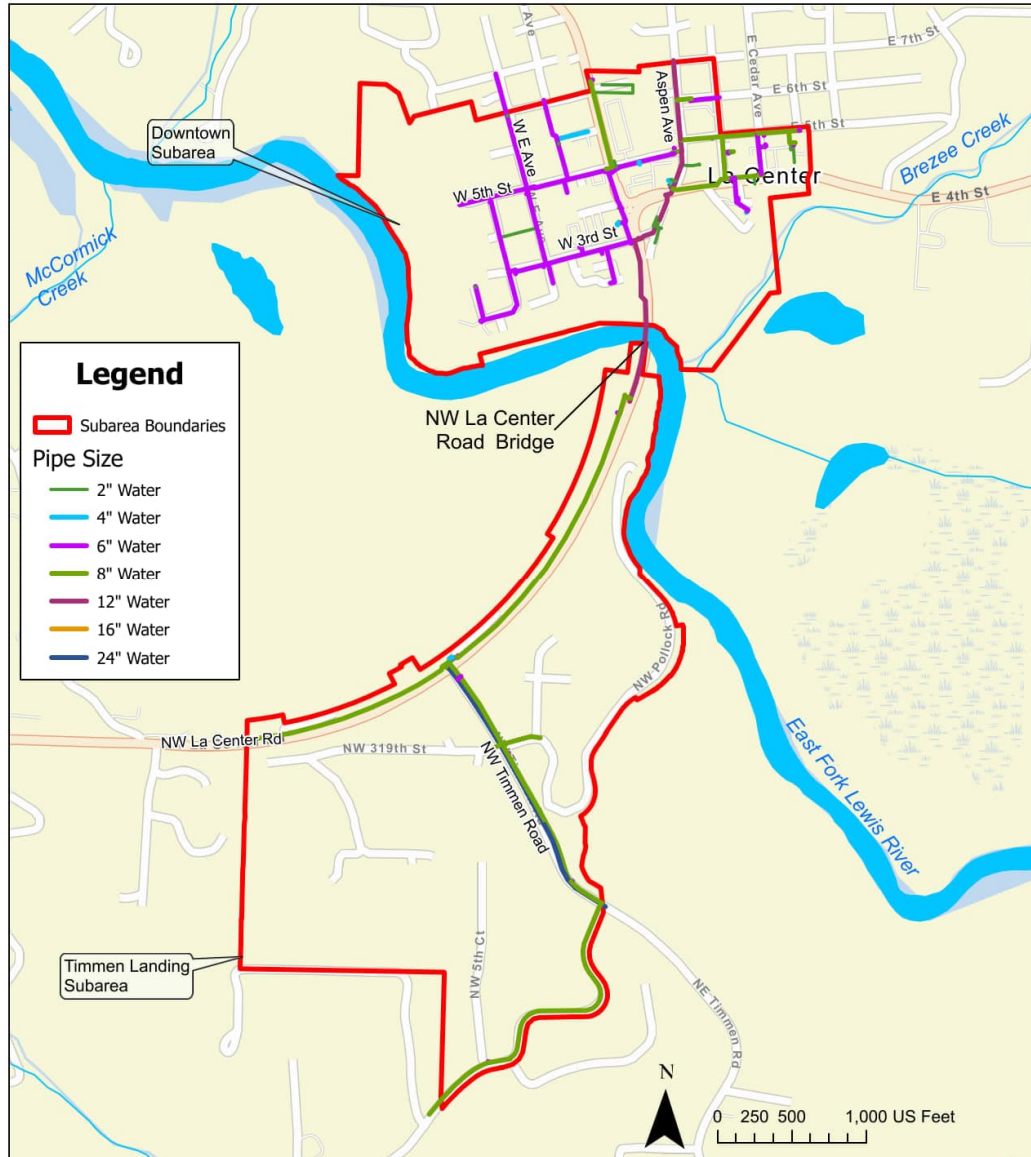 Ave
E 7th St
E Cedar Ave
Aspen Ave
E 6th St
E 5th St
Downtown
Subarea
W E Ave
La Center
Brezee Creek
W 5th St
E 4th St
W 3rd St
McCormick
Creek
Legend
Subarea Boundaries
Pipe Size
2" Water
4" Water
6" Water
8" Water
12" Water
16" Water
24" Water
NW La Center
Road Bridge
NW Pollock Rd
NW La Center Rd
NW 319th St
NW Timmen Road
East Fork Lewis River
Timmen Landing
Subarea
NW 5th Ct
NE Timmen Rd
N
0 250 500 1,000 US Feet